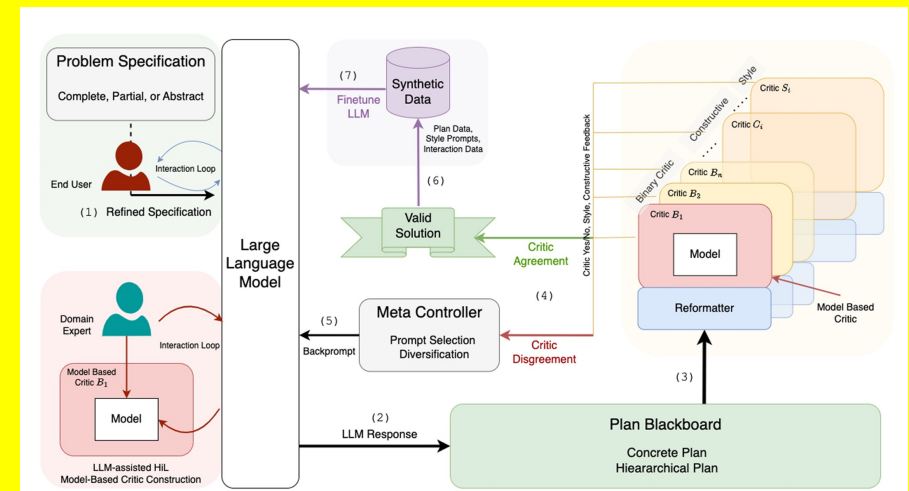 Problem Specification
Complete, Partial, or Abstract
End User
Interaction Loop
(1) Refined Specification
Domain
Expert
Interaction Loop
Model Based
Critic B1
Model
LLM-assisted HiL
Model-Based Critic Construction
Large
Language
Model
(7)
Finetune
LLM
Synthetic
Data
Plan Data,
Style Prompts,
Interaction Data
(6)
Valid
Solution
Critic
Agreement
(4)
Critic Yes/No, Style, Constructive Feedback
(5)
Backprompt
Meta Controller
Prompt Selection
Diversification
Critic
Disgreement
(2)
LLM Response
Plan Blackboard
Concrete Plan
Hieararchical Plan
(3)
Binary Critic
Constructive
Style
....
....
Critic Si
Critic Ci
Critic Bn
Critic B2
Critic B1
Model
Reformatter
Model Based
Critic